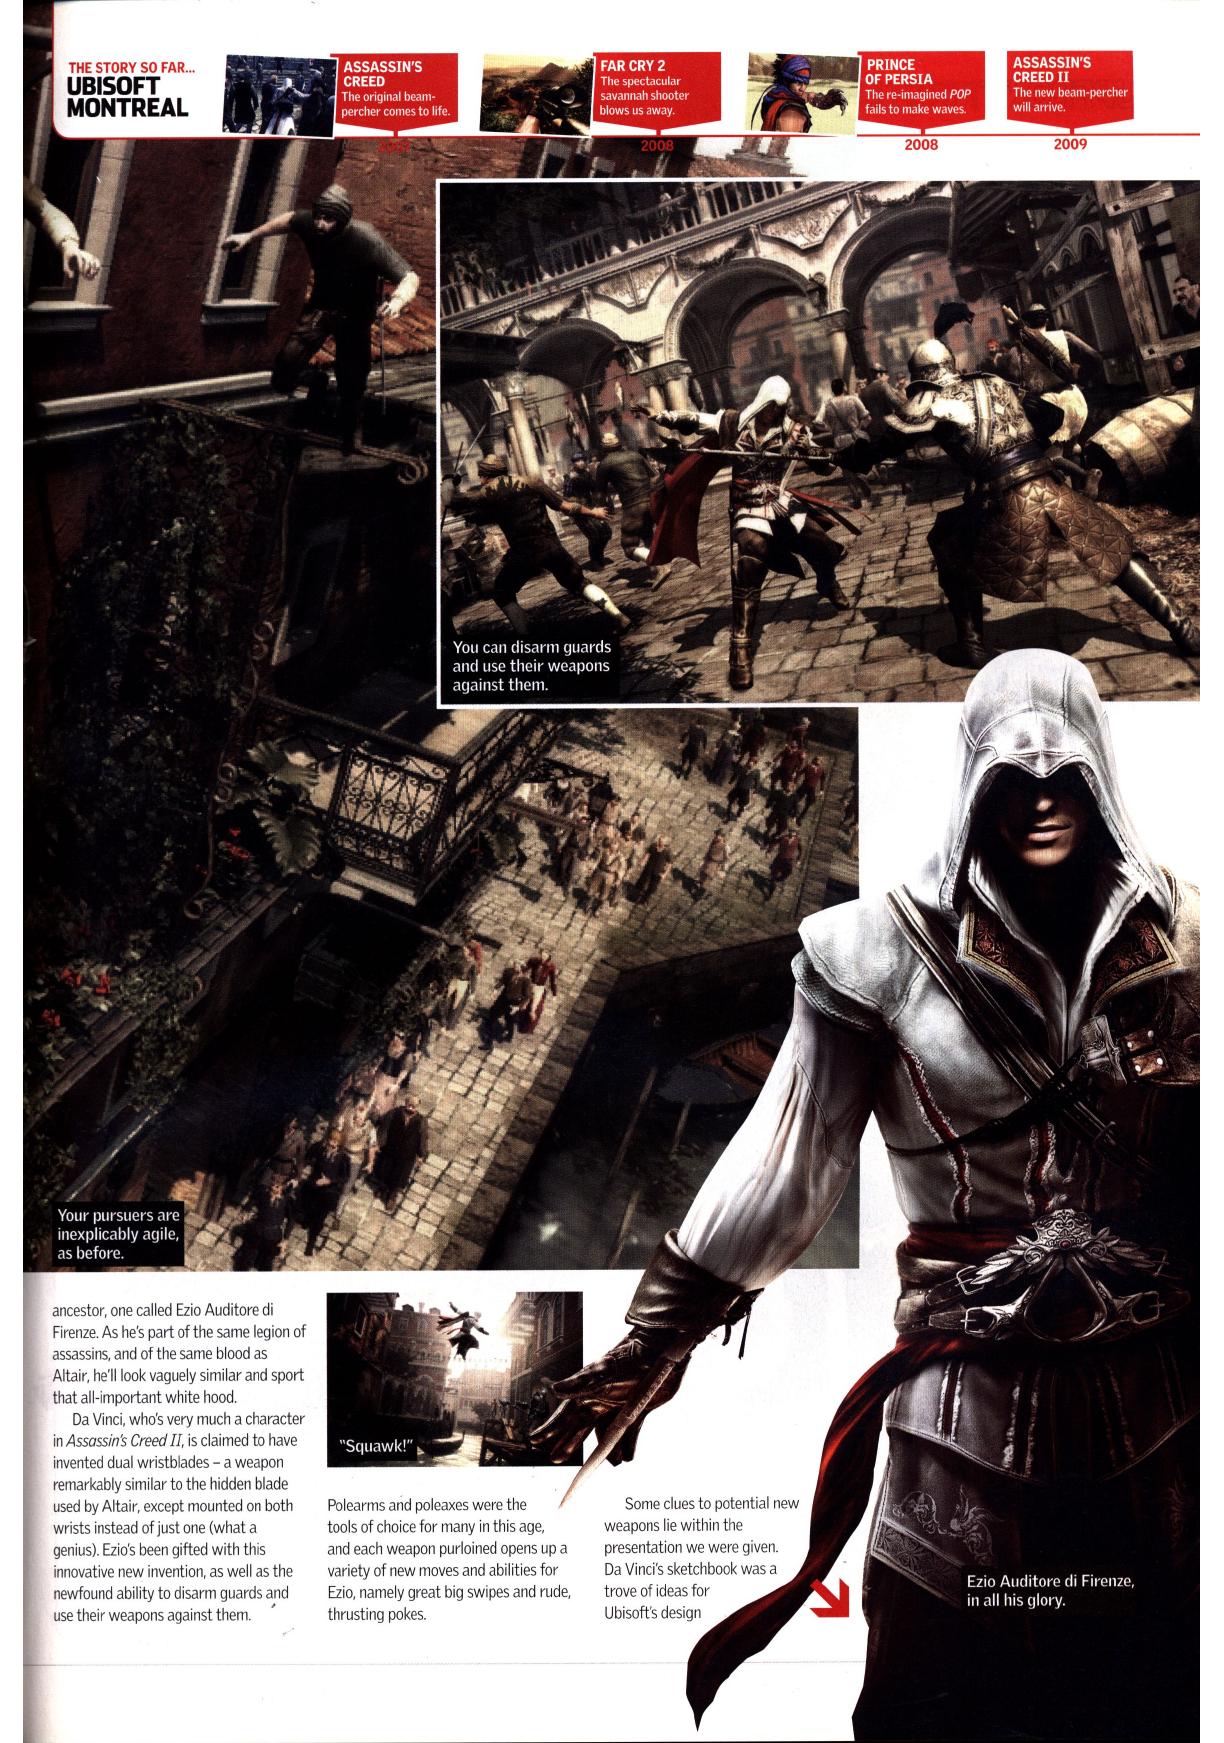 THE STORY SO FAR...
UBISOFT
MONTREAL
ASSASSIN'S
CREED
The original beam-
percher comes to life.
2007
FAR CRY 2
The spectacular
savannah shooter
blows us away.
2008
PRINCE
OF PERSIA
The re-imagined POP
fails to make waves.
2008
ASSASSIN'S
CREED II
The new beam-percher
will arrive.
2009
You can disarm guards
and use their weapons
against them.
Your pursuers are
inexplicably agile,
as before.
ancestor, one called Ezio Auditore di
Firenze. As he's part of the same legion of
assassins, and of the same blood as
Altair, he'll look vaguely similar and sport
that all-important white hood.
Da Vinci, who's very much a character
in Assassin's Creed II, is claimed to have
invented dual wristblades – a weapon
remarkably similar to the hidden blade
used by Altair, except mounted on both
wrists instead of just one (what a
genius). Ezio's been gifted with this
innovative new invention, as well as the
newfound ability to disarm guards and
use their weapons against them.
"Squawk!"
Polearms and poleaxes were the
tools of choice for many in this age,
and each weapon purloined opens up a
variety of new moves and abilities for
Ezio, namely great big swipes and rude,
thrusting pokes.
Some clues to potential new
weapons lie within the
presentation we were given.
Da Vinci's sketchbook was a
trove of ideas for
Ubisoft's design
Ezio Auditore di Firenze,
in all his glory.